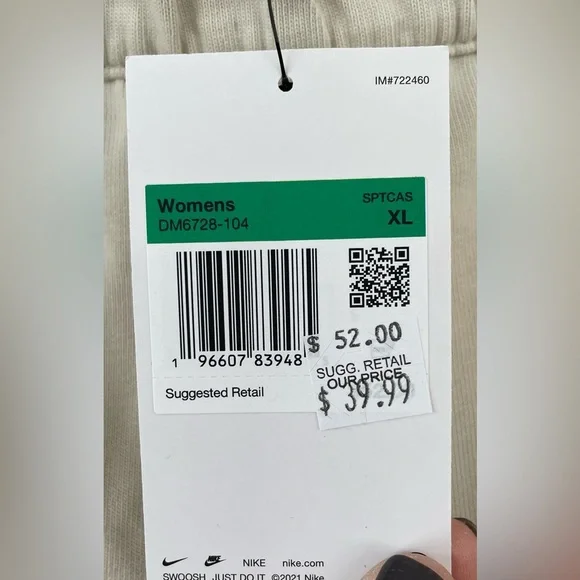 IM#722460
Womens
SPTCAS
DM6728-104
XL
1 96607 83948
$ 52.00
SUGG. RETAIL
OUR PRICE
$ 39.99
Suggested Retail
NIKE nike.com
SWOOSH, JUST DO IT ©2021 Nike